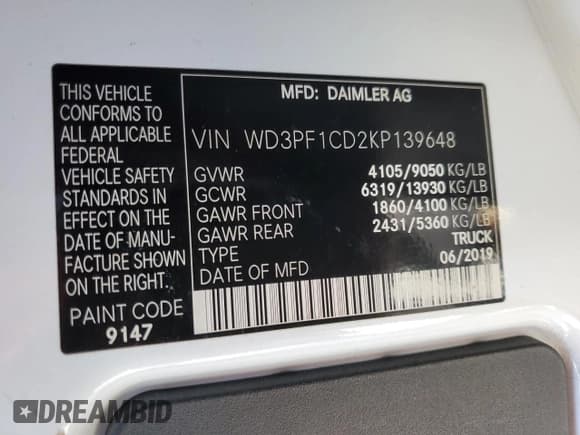 THIS VEHICLE
CONFORMS TO
ALL APPLICABLE
FEDERAL
VEHICLE SAFETY
STANDARDS IN
EFFECT ON THE
DATE OF MANU-
FACTURE SHOWN
ON THE RIGHT.
PAINT CODE
9147
MFD: DAIMLER AG
VIN WD3PF1CD2KP139648
GVWR 4105/9050 KG/LB
GCWR 6319/13930 KG/LB
GAWR FRONT 1860/4100 KG/LB
GAWR REAR 2431/5360 KG/LB
TYPE TRUCK
DATE OF MFD 06/2019
DREAMBID